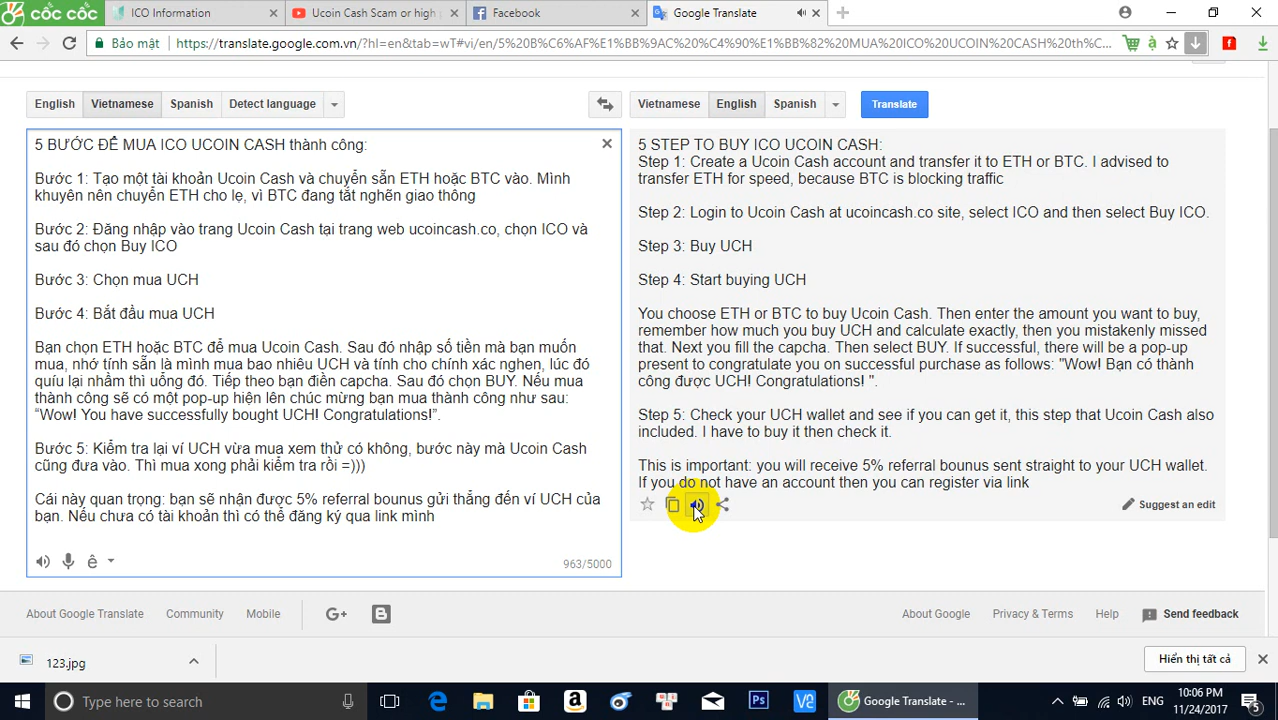 cốc cốc
ICO Information
Ucoin Cash Scam or high p
Facebook
Google Translate
Bảo mật
https://translate.google.com.vn/?hl=en&tab=wT#vi/en/5%20B%C6%AF%E1%BB%9AC%20%C4%90%E1%BB%82%20MUA%20ICO%20UCOIN%20CASH%20th%C...
English
Vietnamese
Spanish
Detect language
Vietnamese
English
Spanish
Translate
5 BƯỚC ĐỂ MUA ICO UCOIN CASH thành công:
Bước 1: Tạo một tài khoản Ucoin Cash và chuyển sẵn ETH hoặc BTC vào. Mình
khuyên nên chuyển ETH cho lẹ, vì BTC đang tắt nghẽn giao thông
Bước 2: Đăng nhập vào trang Ucoin Cash tại trang web ucoincash.co, chọn ICO và
sau đó chọn Buy ICO
Bước 3: Chọn mua UCH
Bước 4: Bắt đầu mua UCH
Bạn chọn ETH hoặc BTC để mua Ucoin Cash. Sau đó nhập số tiền mà bạn muốn
mua, nhớ tính sẵn là mình mua bao nhiêu UCH và tính cho chính xác nghen, lúc đó
quíu lại nhầm thì uổng đó. Tiếp theo bạn điền capcha. Sau đó chọn BUY. Nếu mua
thành công sẽ có một pop-up hiện lên chúc mừng bạn mua thành công như sau:
“Wow! You have successfully bought UCH! Congratulations!”.
Bước 5: Kiểm tra lại ví UCH vừa mua xem thử có không, bước này mà Ucoin Cash
cũng đưa vào. Thì mua xong phải kiểm tra rồi =)))
Cái này quan trọng: bạn sẽ nhận được 5% referral bounus gửi thẳng đến ví UCH của
bạn. Nếu chưa có tài khoản thì có thể đăng ký qua link mình
963/5000
5 STEP TO BUY ICO UCOIN CASH:
Step 1: Create a Ucoin Cash account and transfer it to ETH or BTC. I advised to
transfer ETH for speed, because BTC is blocking traffic
Step 2: Login to Ucoin Cash at ucoincash.co site, select ICO and then select Buy ICO.
Step 3: Buy UCH
Step 4: Start buying UCH
You choose ETH or BTC to buy Ucoin Cash. Then enter the amount you want to buy,
remember how much you buy UCH and calculate exactly, then you mistakenly missed
that. Next you fill the capcha. Then select BUY. If successful, there will be a pop-up
present to congratulate you on successful purchase as follows: "Wow! Bạn có thành
công được UCH! Congratulations! ".
Step 5: Check your UCH wallet and see if you can get it, this step that Ucoin Cash also
included. I have to buy it then check it.
This is important: you will receive 5% referral bounus sent straight to your UCH wallet.
If you do not have an account then you can register via link
Suggest an edit
ê
About Google Translate
Community
Mobile
G+
About Google
Privacy & Terms
Help
Send feedback
123.jpg
Hiển thị tất cả
Type here to search
Google Translate - ...
ENG
10:06 PM
11/24/2017
5